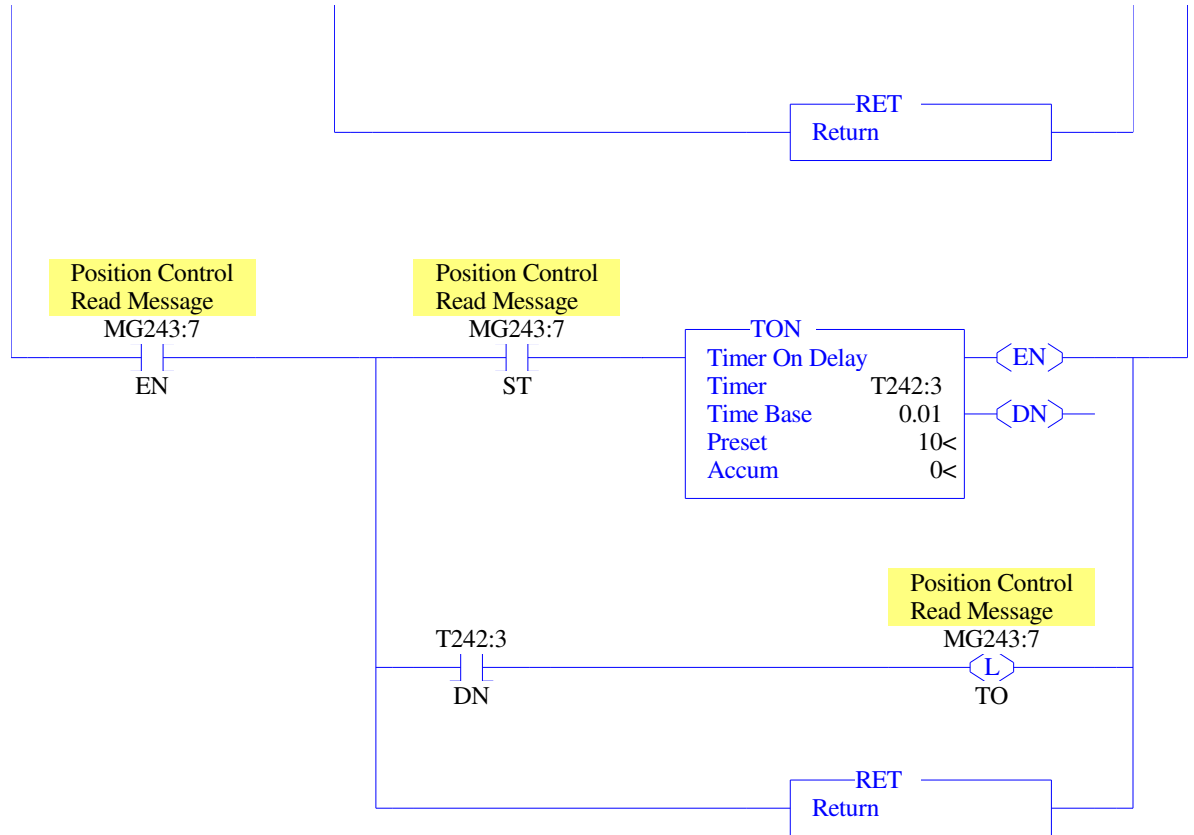 RET
Return
Position Control
Read Message
MG243:7
EN
Position Control
Read Message
MG243:7
ST
TON
Timer On Delay
Timer T242:3
Time Base 0.01
Preset 10<
Accum 0<
EN
DN
T242:3
DN
Position Control
Read Message
MG243:7
L
TO
RET
Return